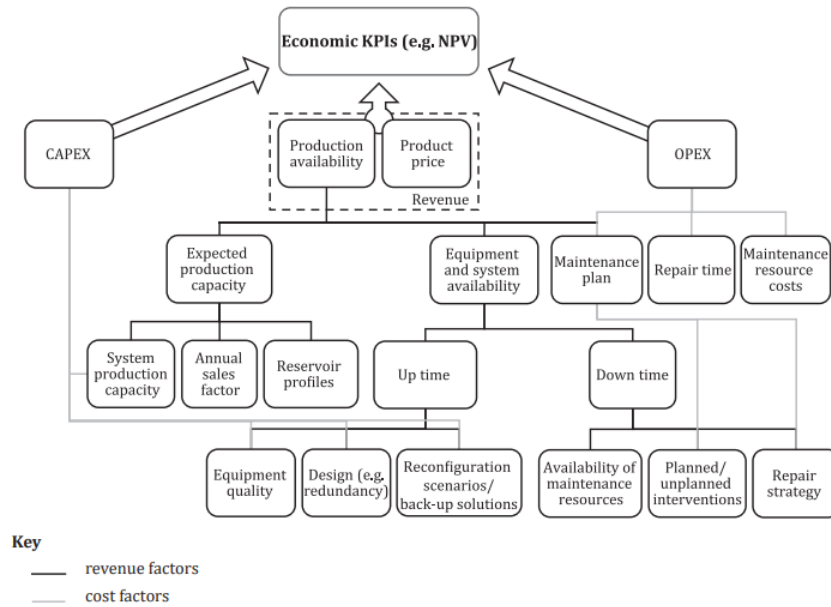 Economic KPIs (e.g. NPV)
CAPEX
Production
availability
Product
price
Revenue
OPEX
Expected
production
capacity
Equipment
and system
availability
Maintenance
plan
Repair time
Maintenance
resource
costs
System
production
capacity
Annual
sales
factor
Reservoir
profiles
Up time
Down time
Equipment
quality
Design (e.g.
redundancy)
Reconfiguration
scenarios/
back-up solutions
Availability of
maintenance
resources
Planned/
unplanned
interventions
Repair
strategy
Key
revenue factors
cost factors